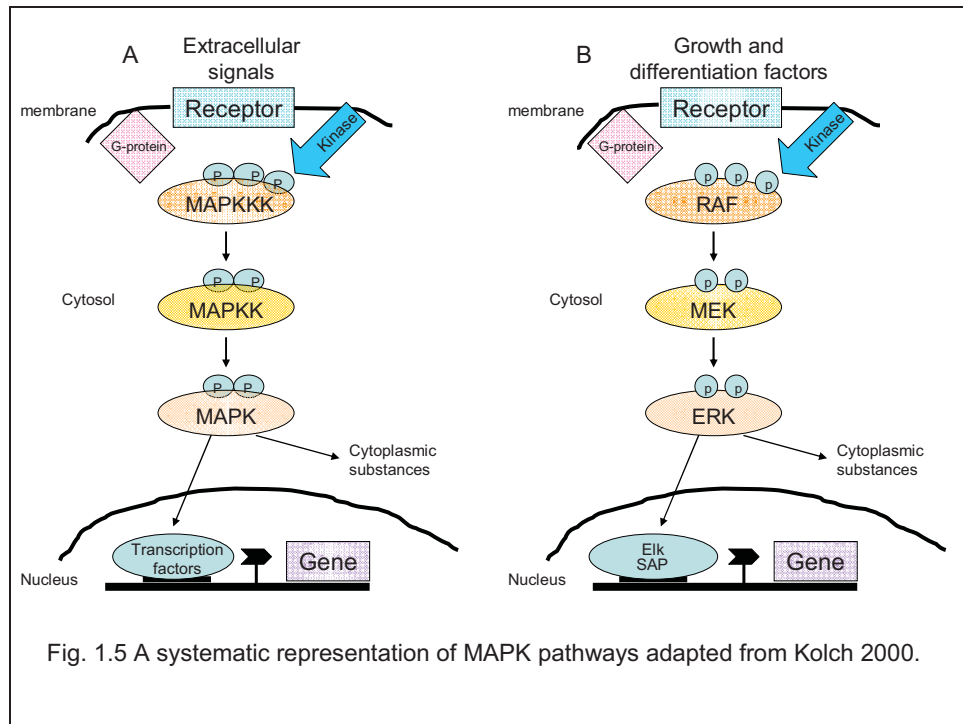 A
Extracellular
signals
membrane
Receptor
G-protein
Kinase
P P P
MAPKKK
Cytosol
P P
MAPKK
P P
MAPK
Cytoplasmic
substances
Transcription
factors
Gene
Nucleus
B
Growth and
differentiation factors
membrane
Receptor
G-protein
Kinase
p p p
RAF
Cytosol
p p
MEK
p p
ERK
Cytoplasmic
substances
Elk
SAP
Gene
Nucleus
Fig. 1.5 A systematic representation of MAPK pathways adapted from Kolch 2000.